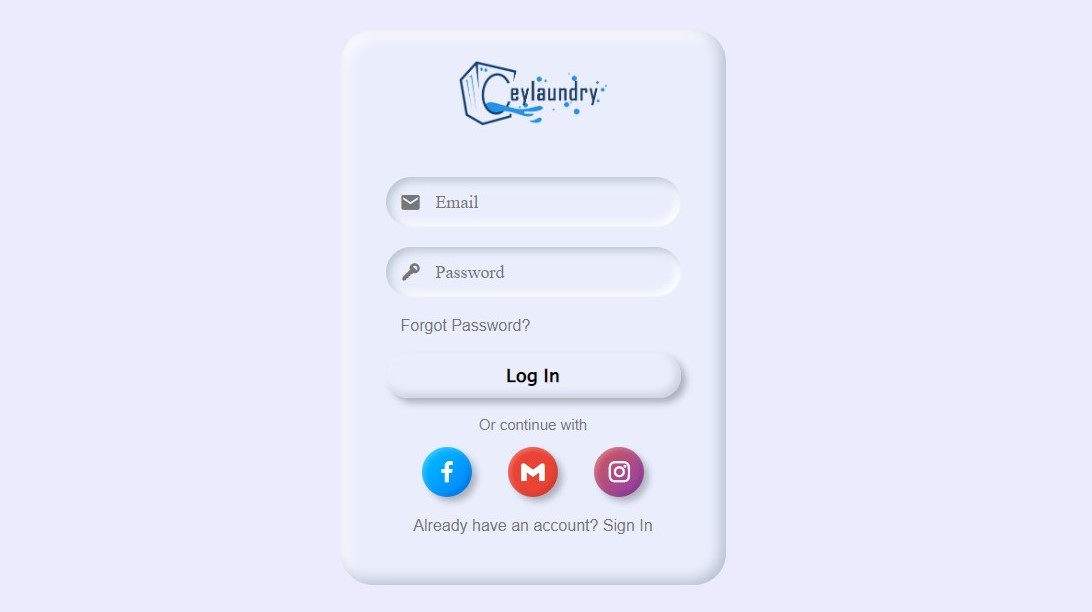 Ceylaundry
Email
Password
Forgot Password?
Log In
Or continue with
Already have an account? Sign In